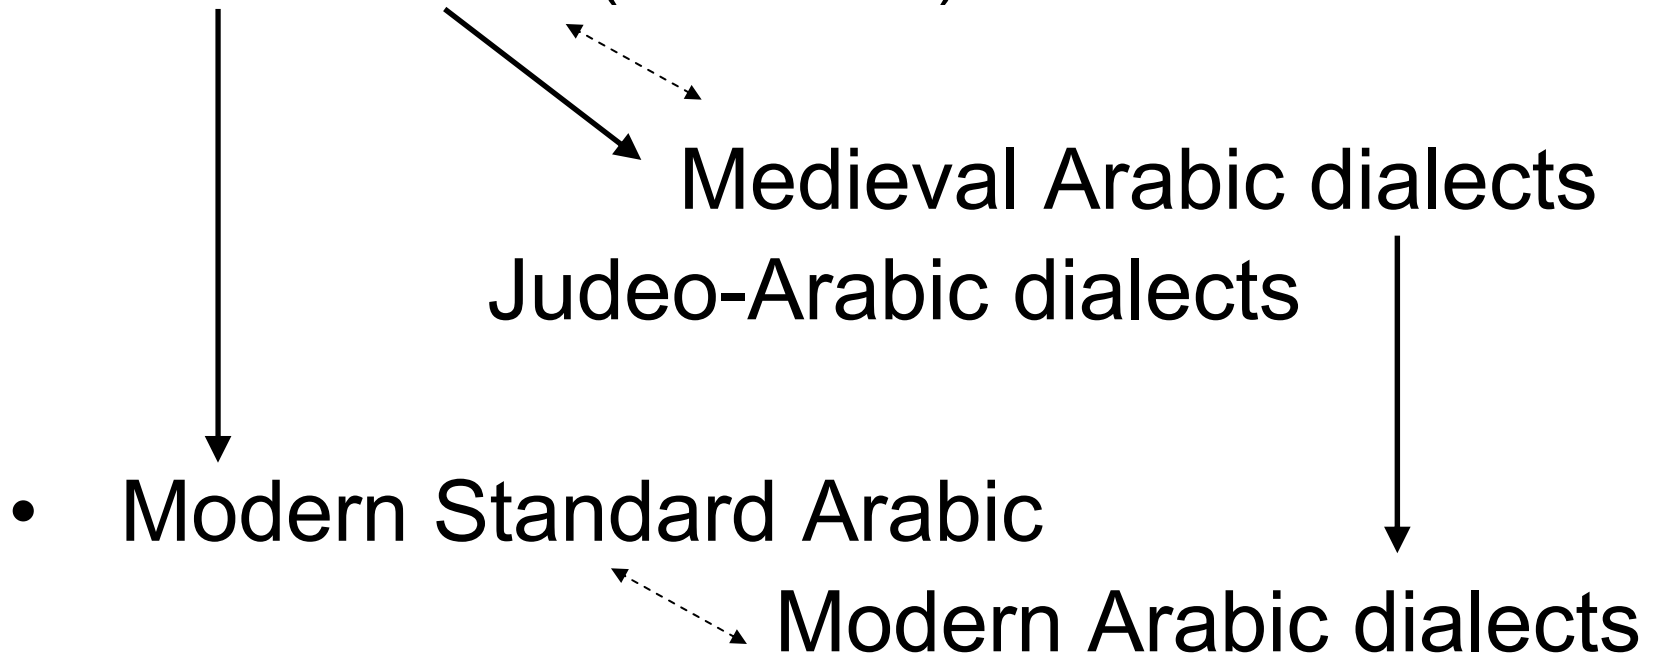 Medieval Arabic dialects
Judeo-Arabic dialects
• Modern Standard Arabic
Modern Arabic dialects